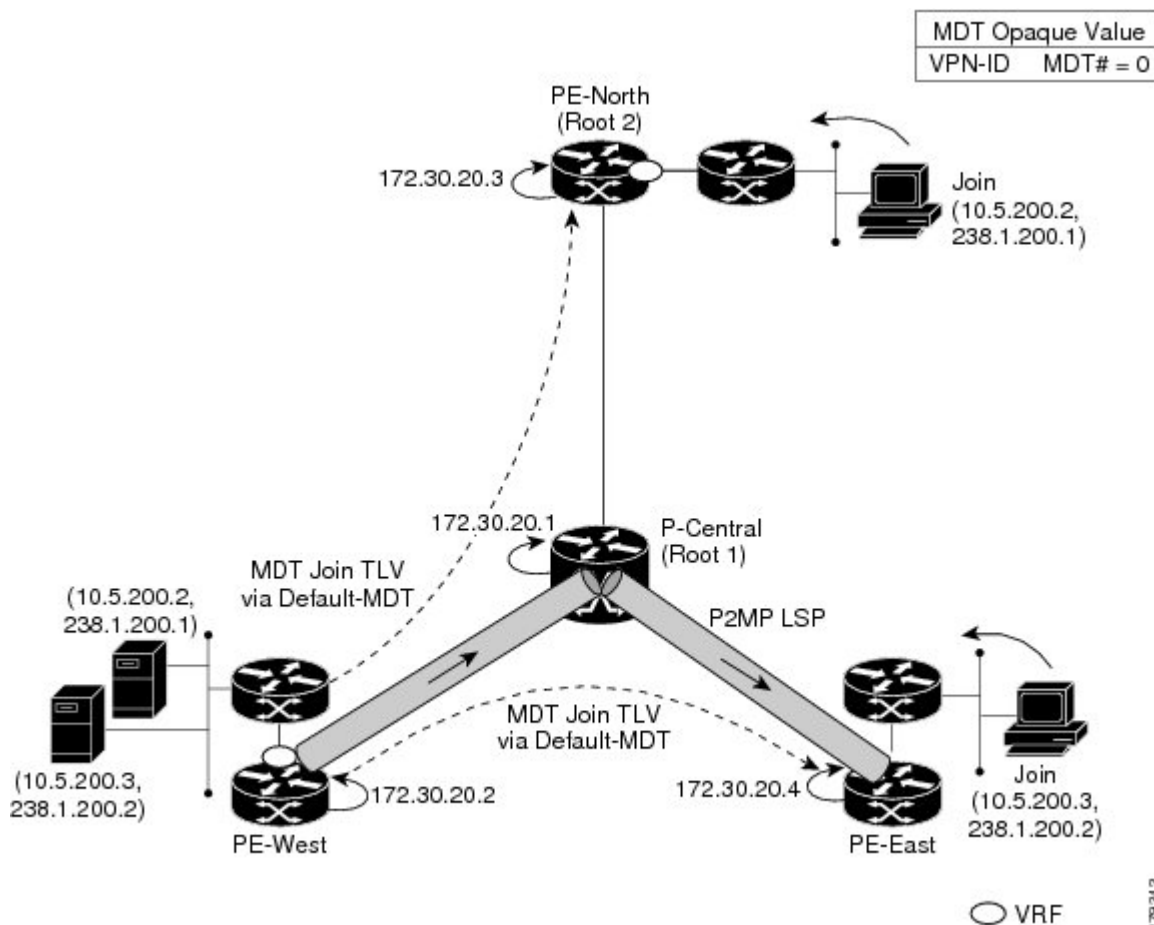 MDT Opaque Value
VPN-ID MDT# = 0
PE-North
(Root 2)
172.30.20.3
Join
(10.5.200.2,
238.1.200.1)
172.30.20.1
P-Central
(Root 1)
MDT Join TLV
via Default-MDT
(10.5.200.2,
238.1.200.1)
P2MP LSP
MDT Join TLV
via Default-MDT
(10.5.200.3,
238.1.200.2)
172.30.20.2
PE-West
172.30.20.4
PE-East
Join
(10.5.200.3,
238.1.200.2)
VRF